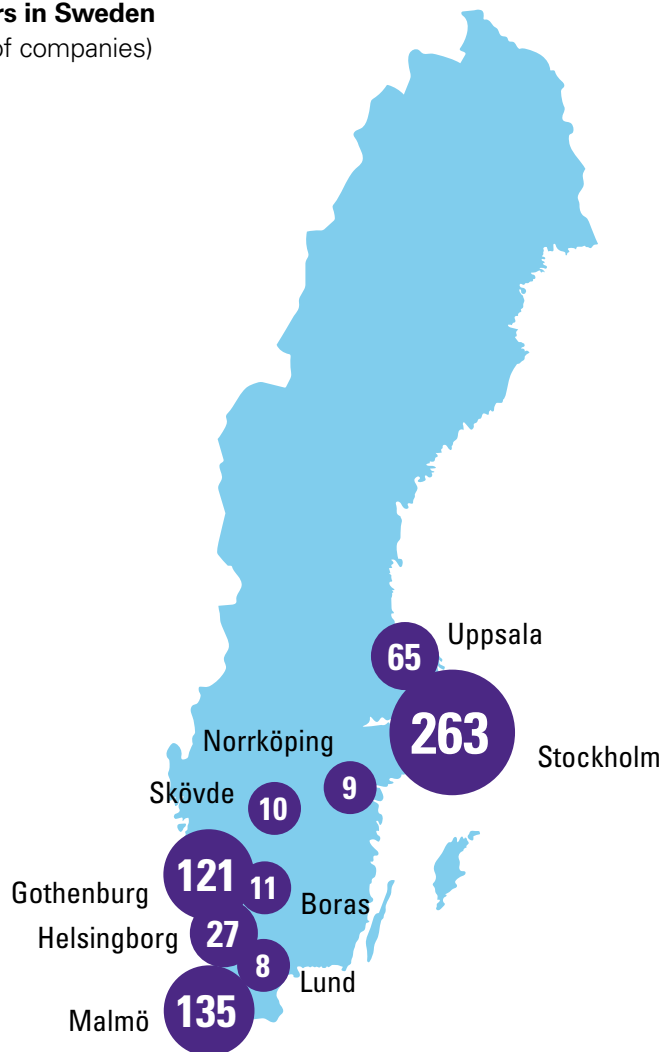 in Sweden
of companies)
Uppsala
65
263
Stockholm
Norrköping
9
Skövde
10
121
Gothenburg
11
Boras
Helsingborg
27
8
Lund
135
Malmö